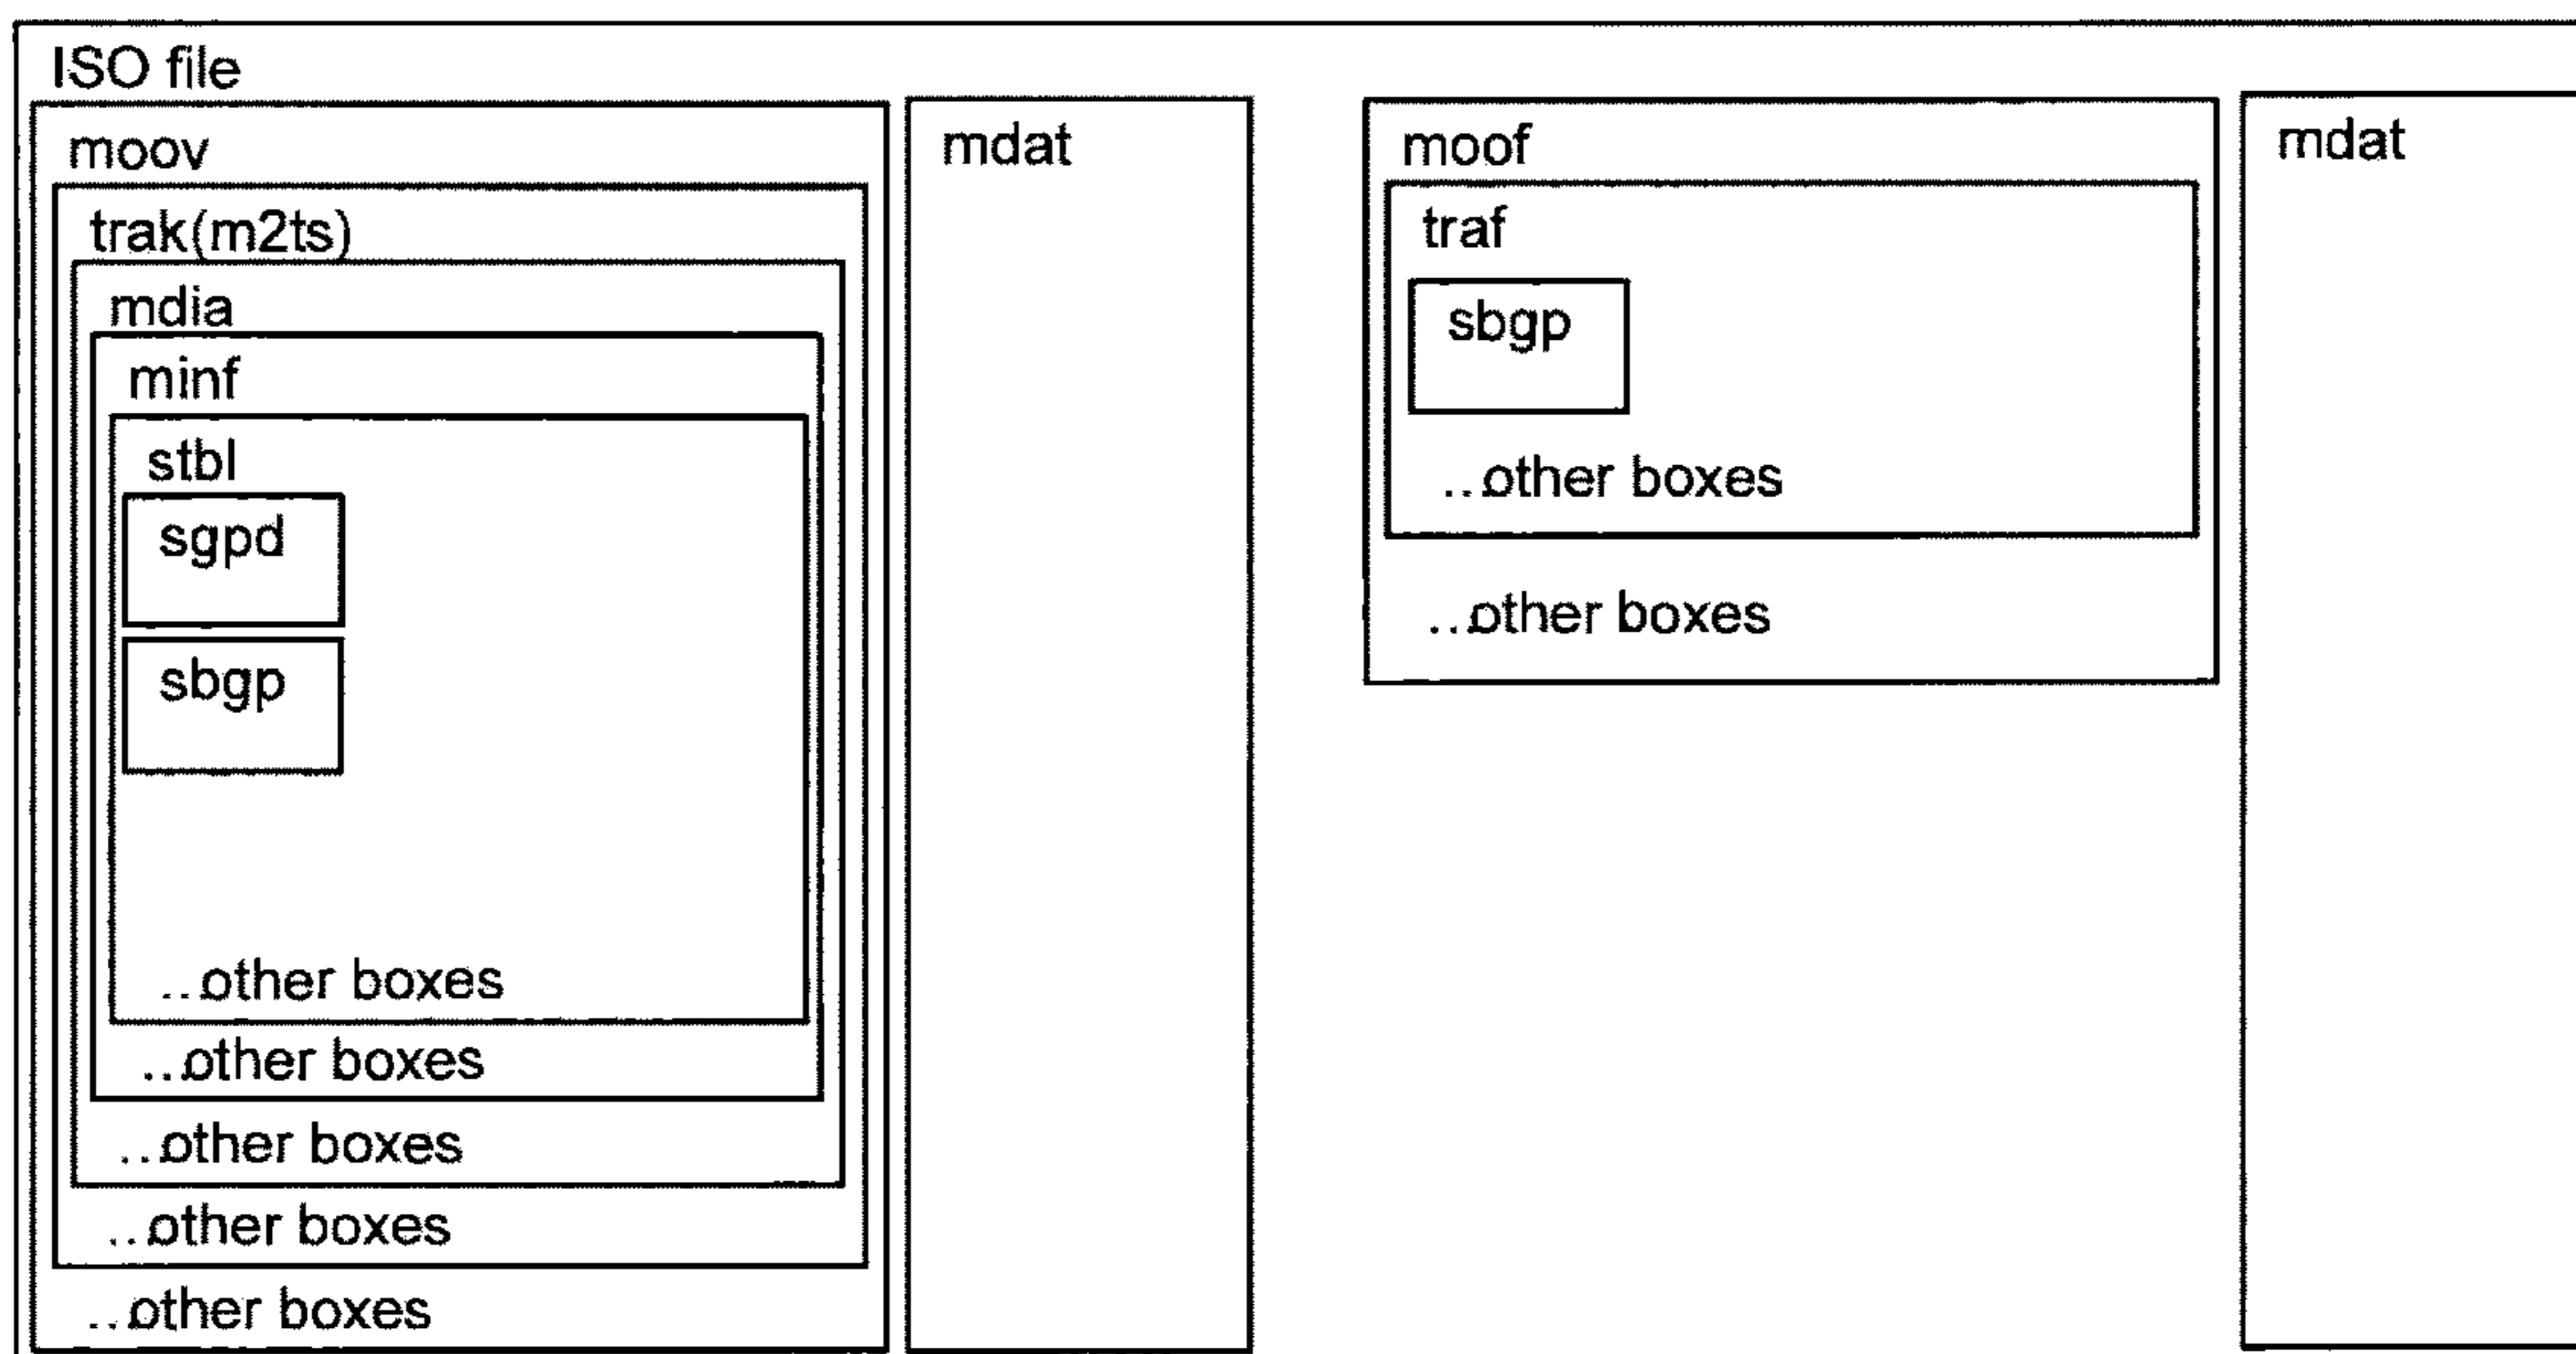 ISO file
moov
trak(m2ts)
mdia
minf
stbl
sgpd
sbgp
...other boxes
...other boxes
...other boxes
...other boxes
...other boxes
mdat
moof
traf
sbgp
...other boxes
...other boxes
mdat